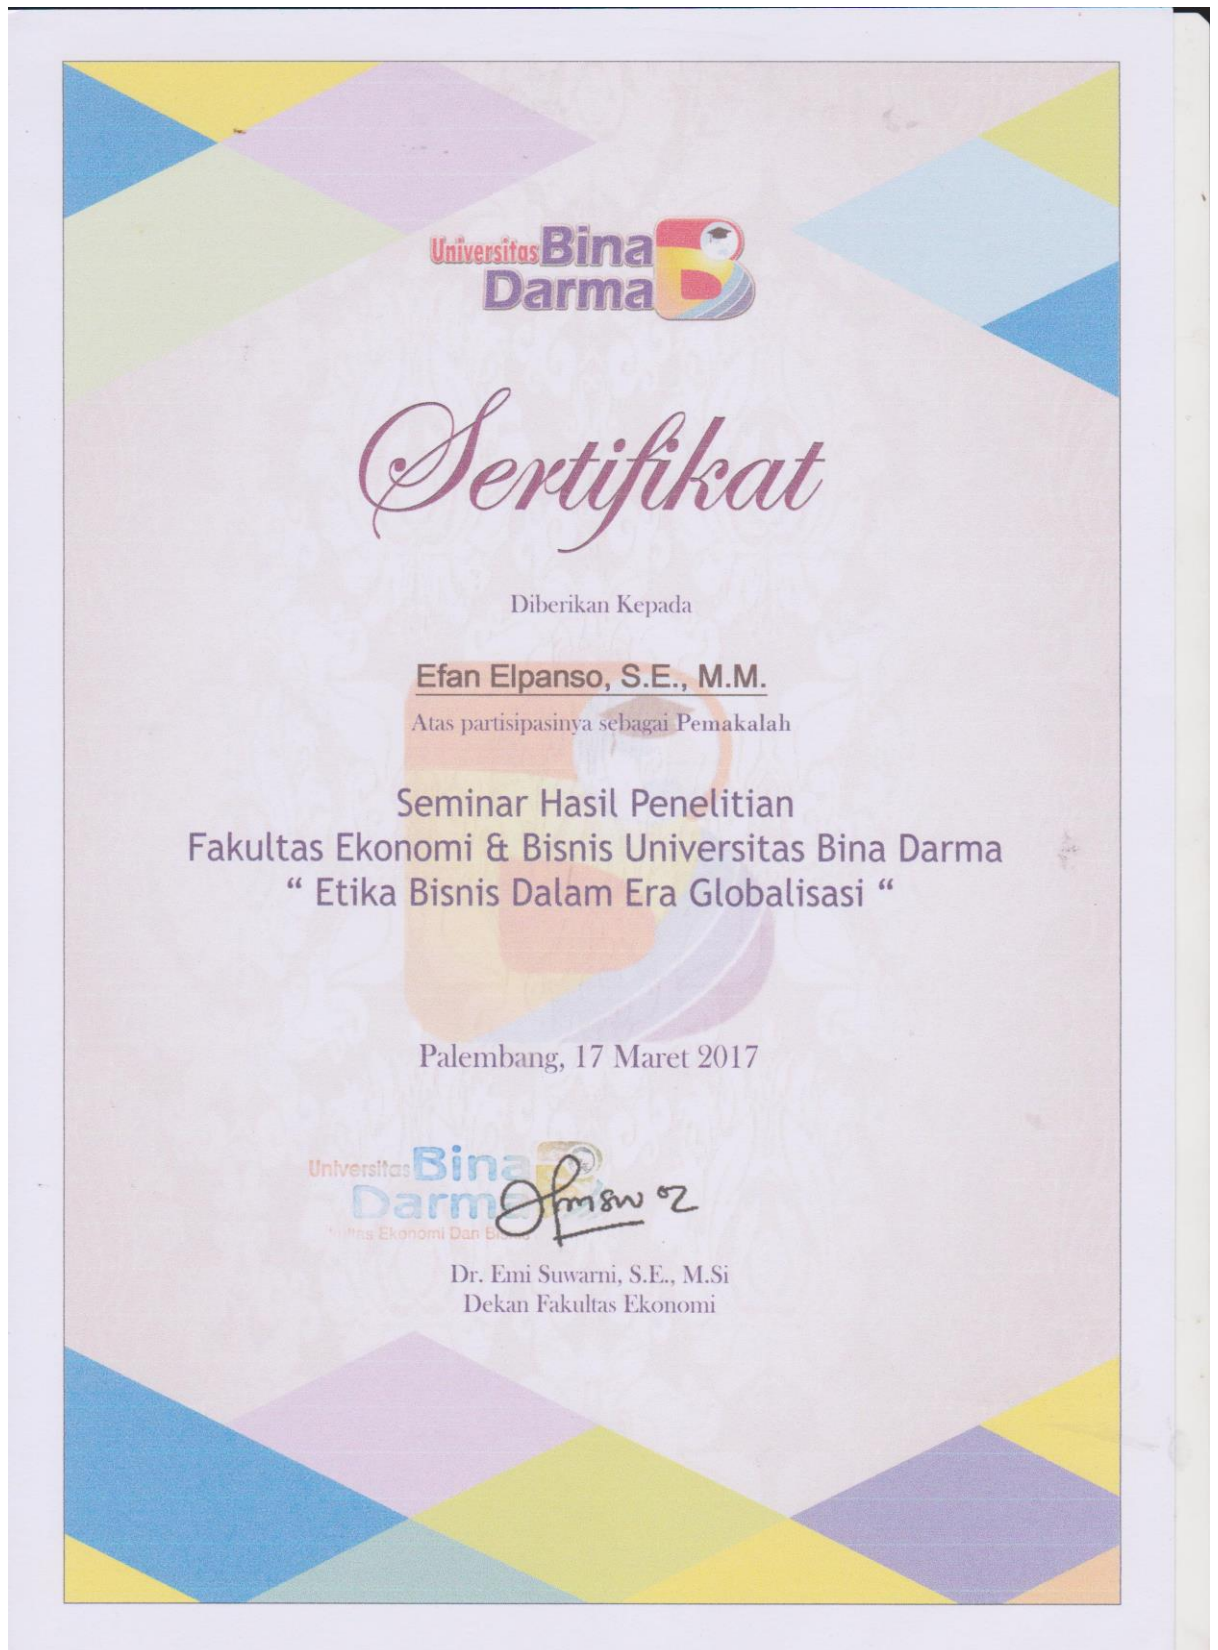 Universitas Bina
Darma
Sertifikat
Diberikan Kepada
Efan Elpanso, S.E., M.M.
Atas partisipasinya sebagai Pemakalah
Seminar Hasil Penelitian
Fakultas Ekonomi & Bisnis Universitas Bina Darma
“ Etika Bisnis Dalam Era Globalisasi “
Palembang, 17 Maret 2017
Universitas Bina
Darma
Ekonomi Dan
Dr. Emi Suwarni, S.E., M.Si
Dekan Fakultas Ekonomi